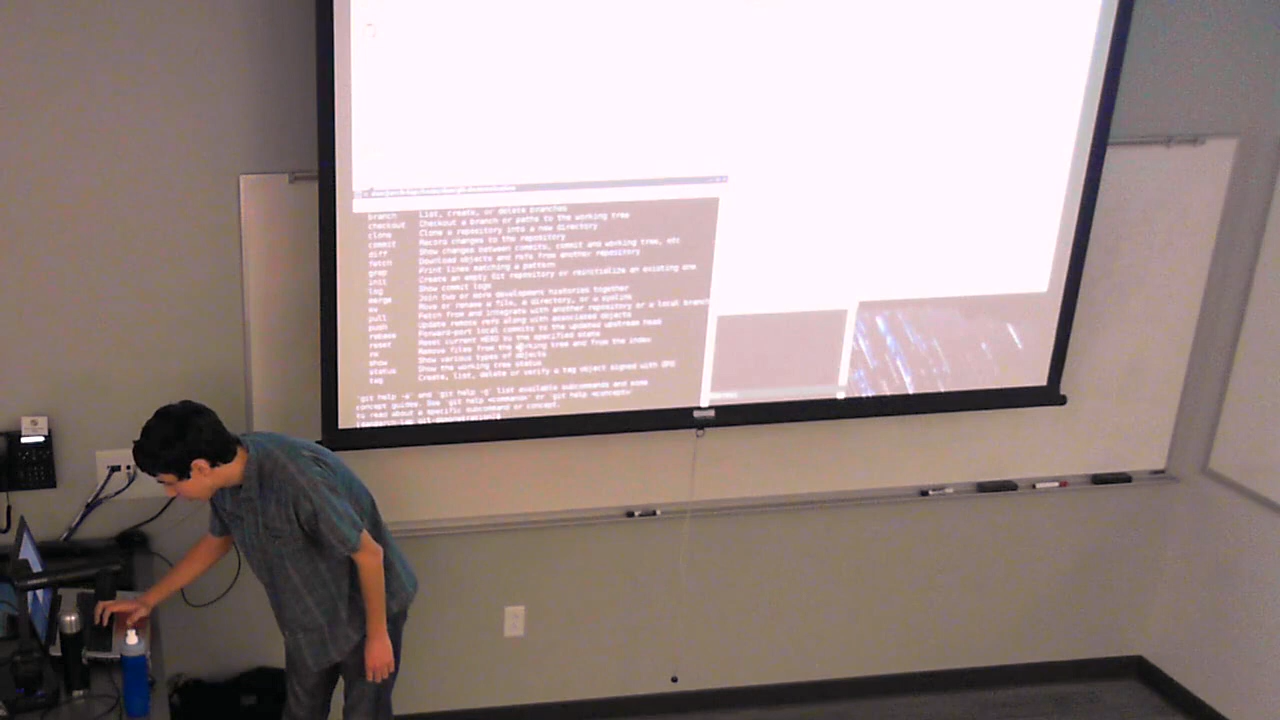 branch List, create, or delete branches
checkout Checkout a branch or paths to the working tree
clone Clone a repository into a new directory
commit Record changes to the repository
diff Show changes between commits, commit and working tree, etc
fetch Download objects and refs from another repository
grep Print lines matching a pattern
init Create an empty Git repository or reinitialize an existing one
log Show commit logs
merge Join two or more development histories together
mv Move or rename a file, a directory, or a symlink
pull Fetch from and integrate with another repository or a local branch
push Update remote refs along with associated objects
rebase Forward-port local commits to the updated upstream head
reset Reset current HEAD to the specified state
rm Remove files from the working tree and from the index
show Show various types of objects
status Show the working tree status
tag Create, list, delete or verify a tag object signed with GPG
'git help -a' and 'git help -g' list available subcommands and some
concept guides. See 'git help <command>' or 'git help <concept>'
to read about a specific subcommand or concept.